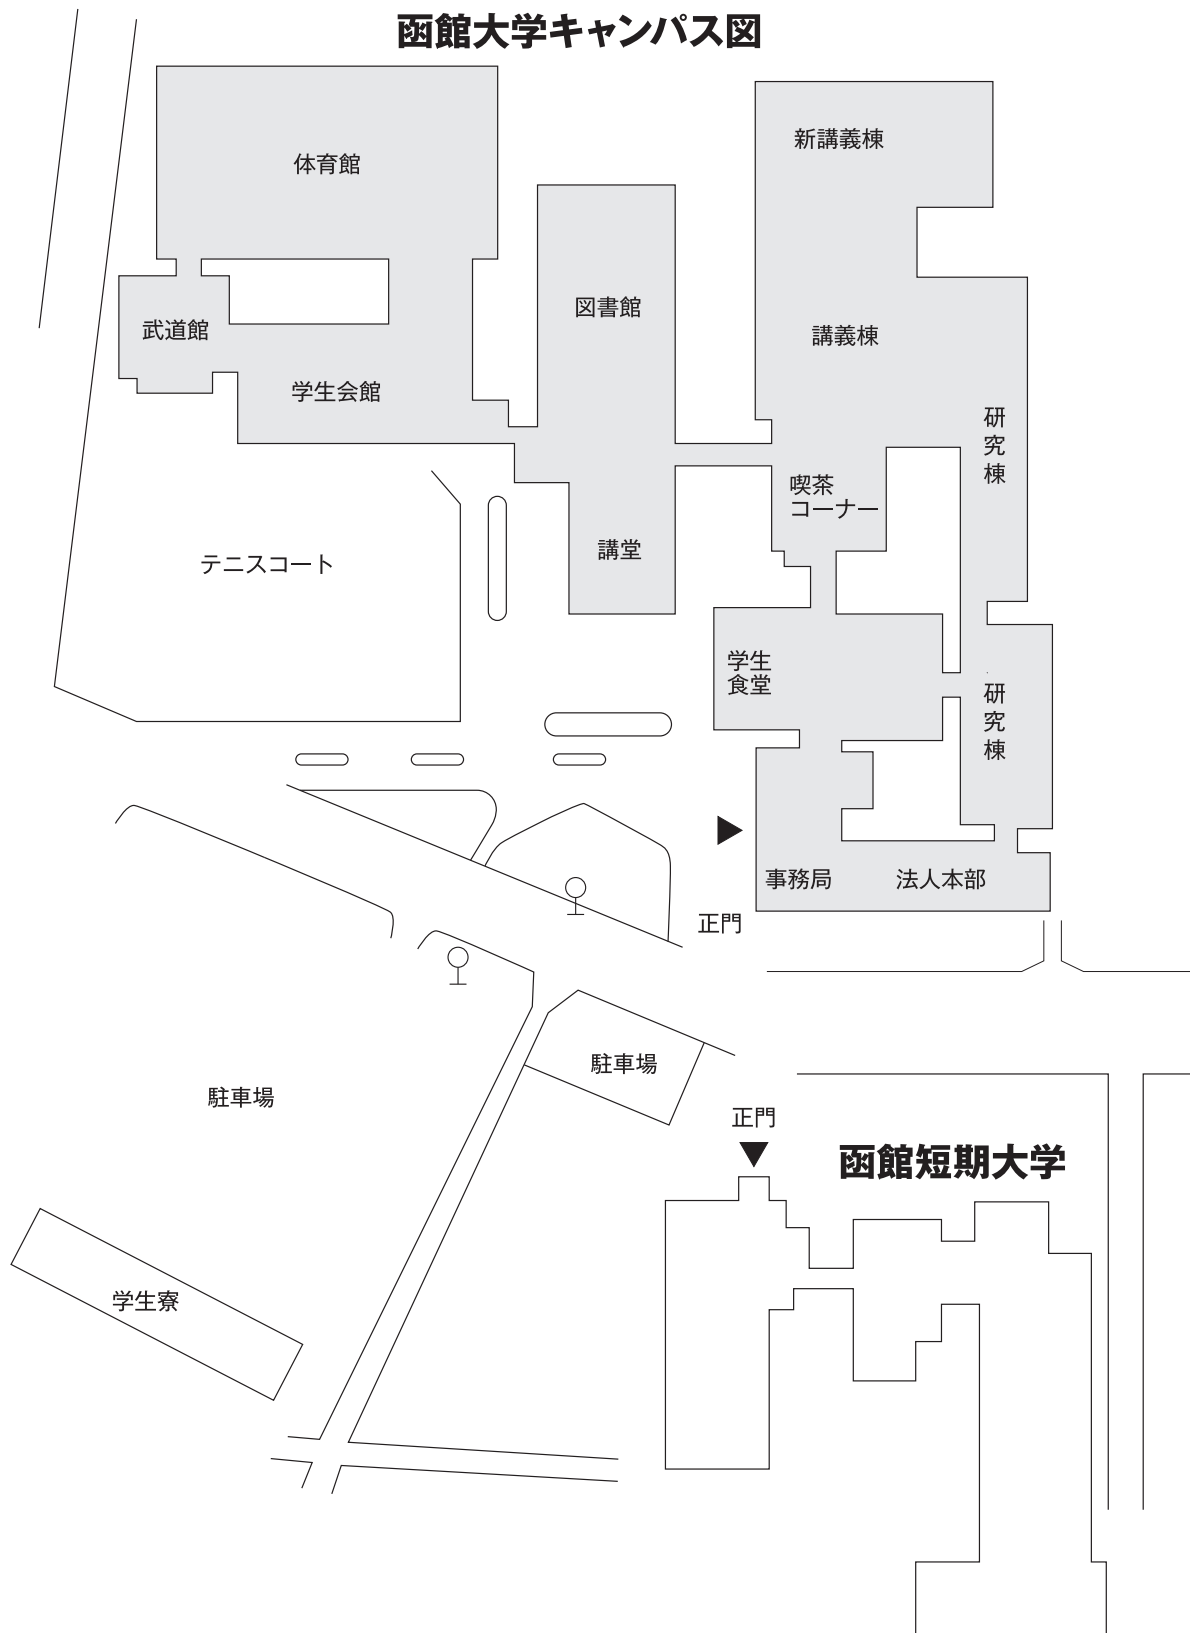 函館大学キャンパス図
体育館
新講義棟
図書館
武道館
講義棟
学生会館
研究棟
喫茶
コーナー
講堂
テニスコート
学生
食堂
研究棟
事務局
法人本部
正門
駐車場
駐車場
正門
函館短期大学
学生寮